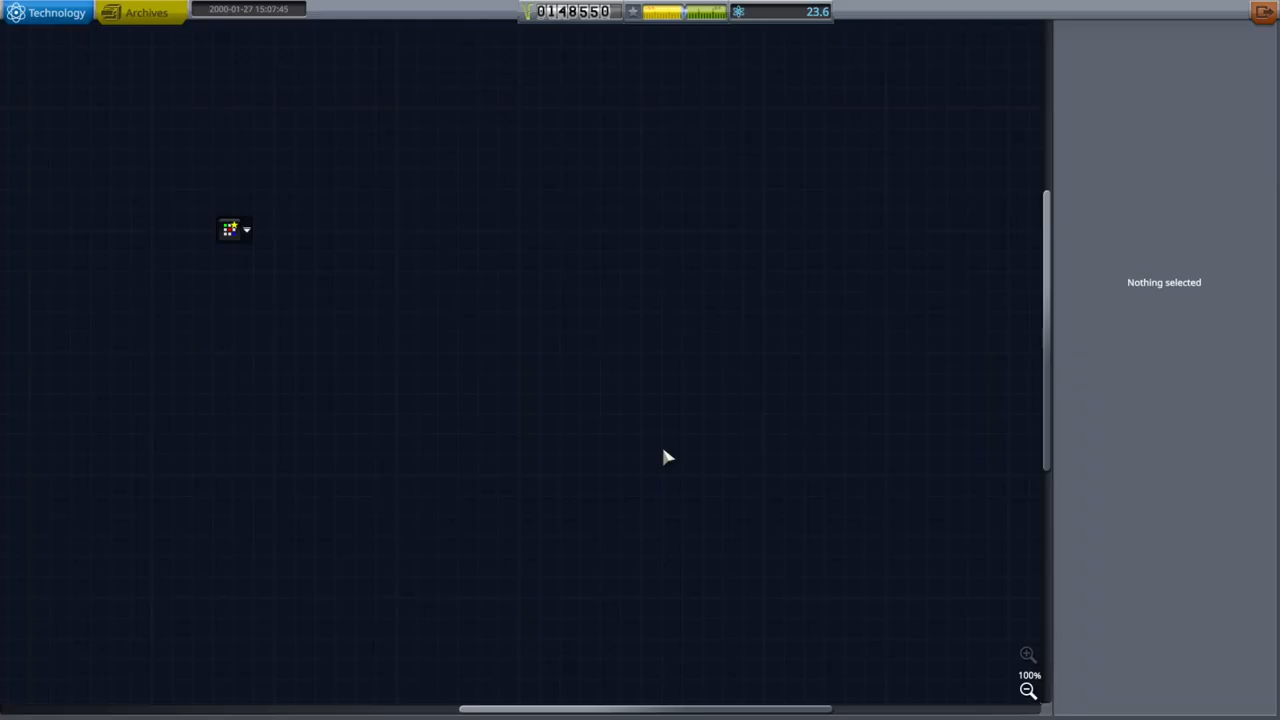 Technology
Archives
2000-01-27 15:07:45
0148550
23.6
Nothing selected
100%